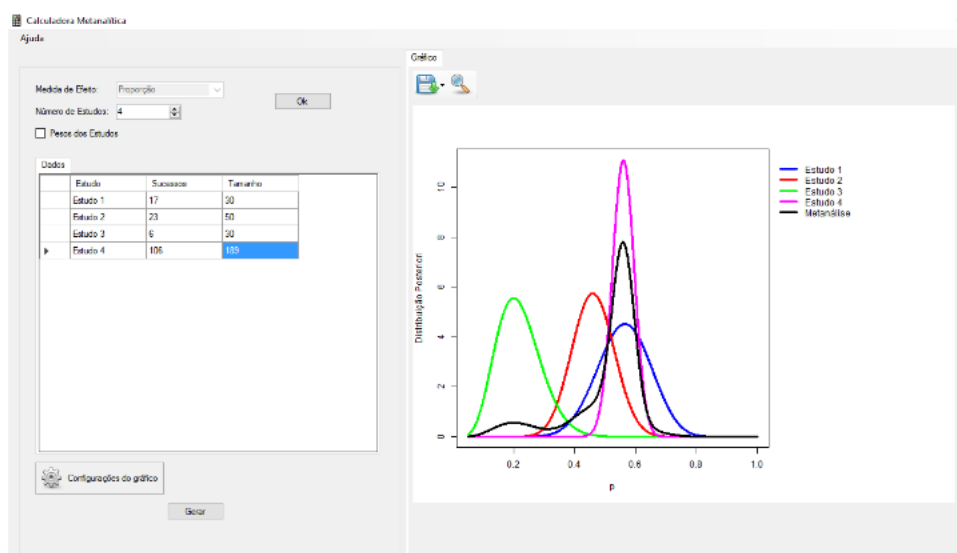 Calculadora Metanalítica
Ajuda
Medida de Efeito: Proporção
Número de Estudos: 4
Ok
Pesos dos Estudos
Dados
Estudo Sucessos Tamanho
Estudo 1 17 30
Estudo 2 23 50
Estudo 3 6 30
Estudo 4 106 189
Configurações do gráfico
Gerar
Gráfico
Distribuição Posteriori
0 2 4 6 8 10
0.2 0.4 0.6 0.8 1.0
p
Estudo 1
Estudo 2
Estudo 3
Estudo 4
Metanálise